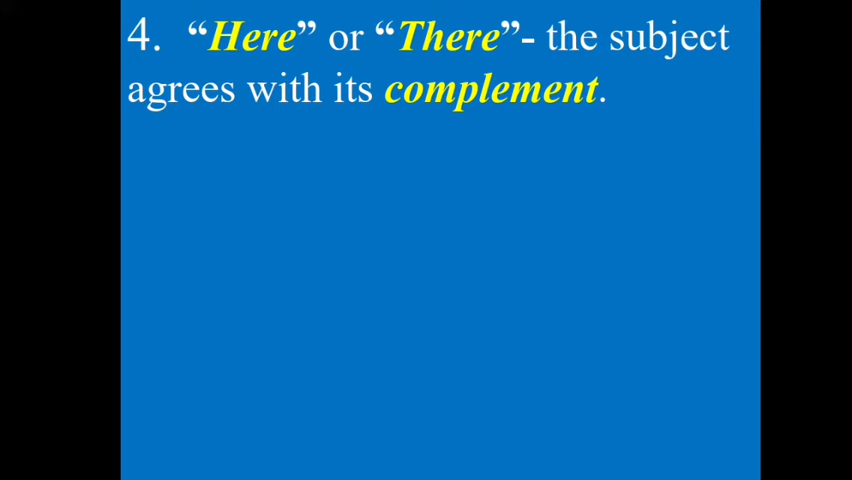 4. “Here” or “There”- the subject
agrees with its complement.